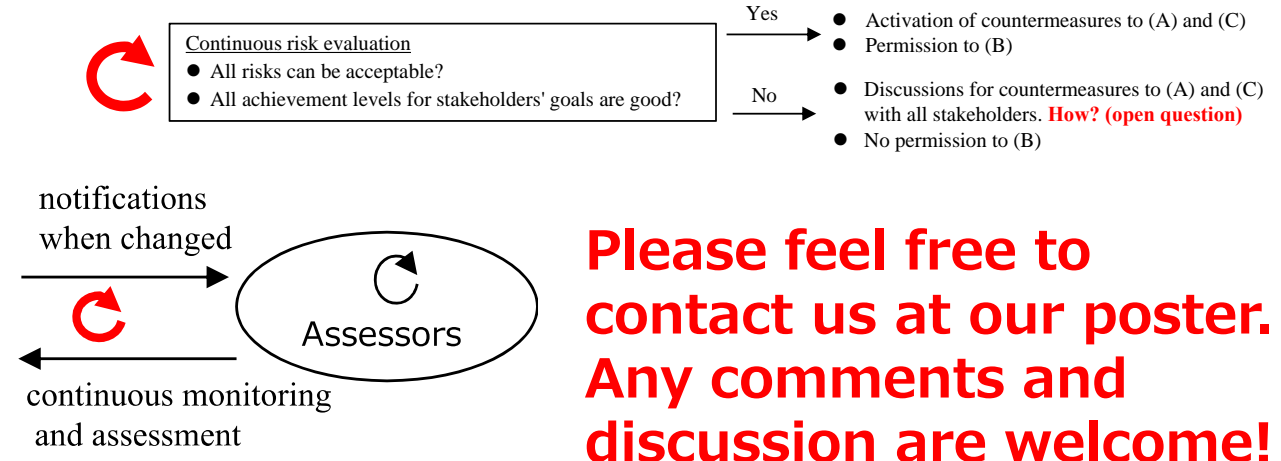 Continuous risk evaluation
● All risks can be acceptable?
● All achievement levels for stakeholders' goals are good?
Yes
● Activation of countermeasures to (A) and (C)
● Permission to (B)
No
● Discussions for countermeasures to (A) and (C)
with all stakeholders. How? (open question)
● No permission to (B)
notifications
when changed
Assessors
continuous monitoring
and assessment
Please feel free to
contact us at our poster.
Any comments and
discussion are welcome!